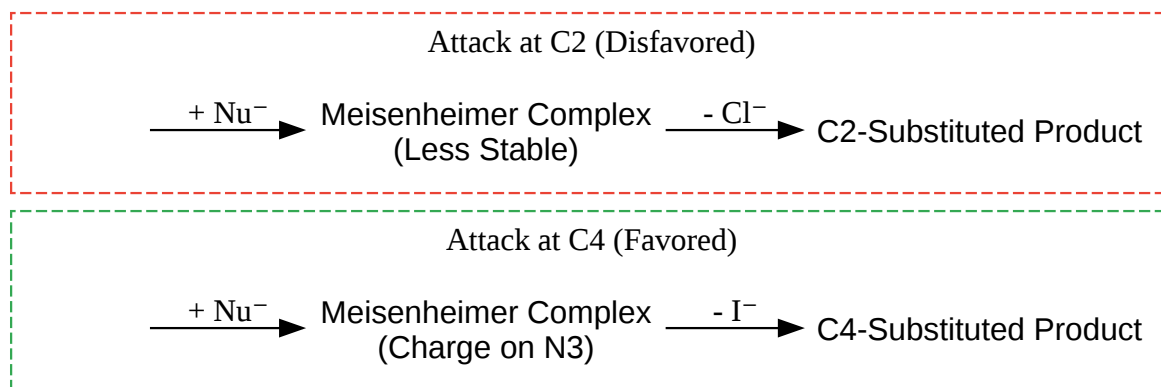 Attack at C2 (Disfavored)
+ Nu⁻
Meisenheimer Complex
(Less Stable)
- Cl⁻
C2-Substituted Product
Attack at C4 (Favored)
+ Nu⁻
Meisenheimer Complex
(Charge on N3)
- I⁻
C4-Substituted Product